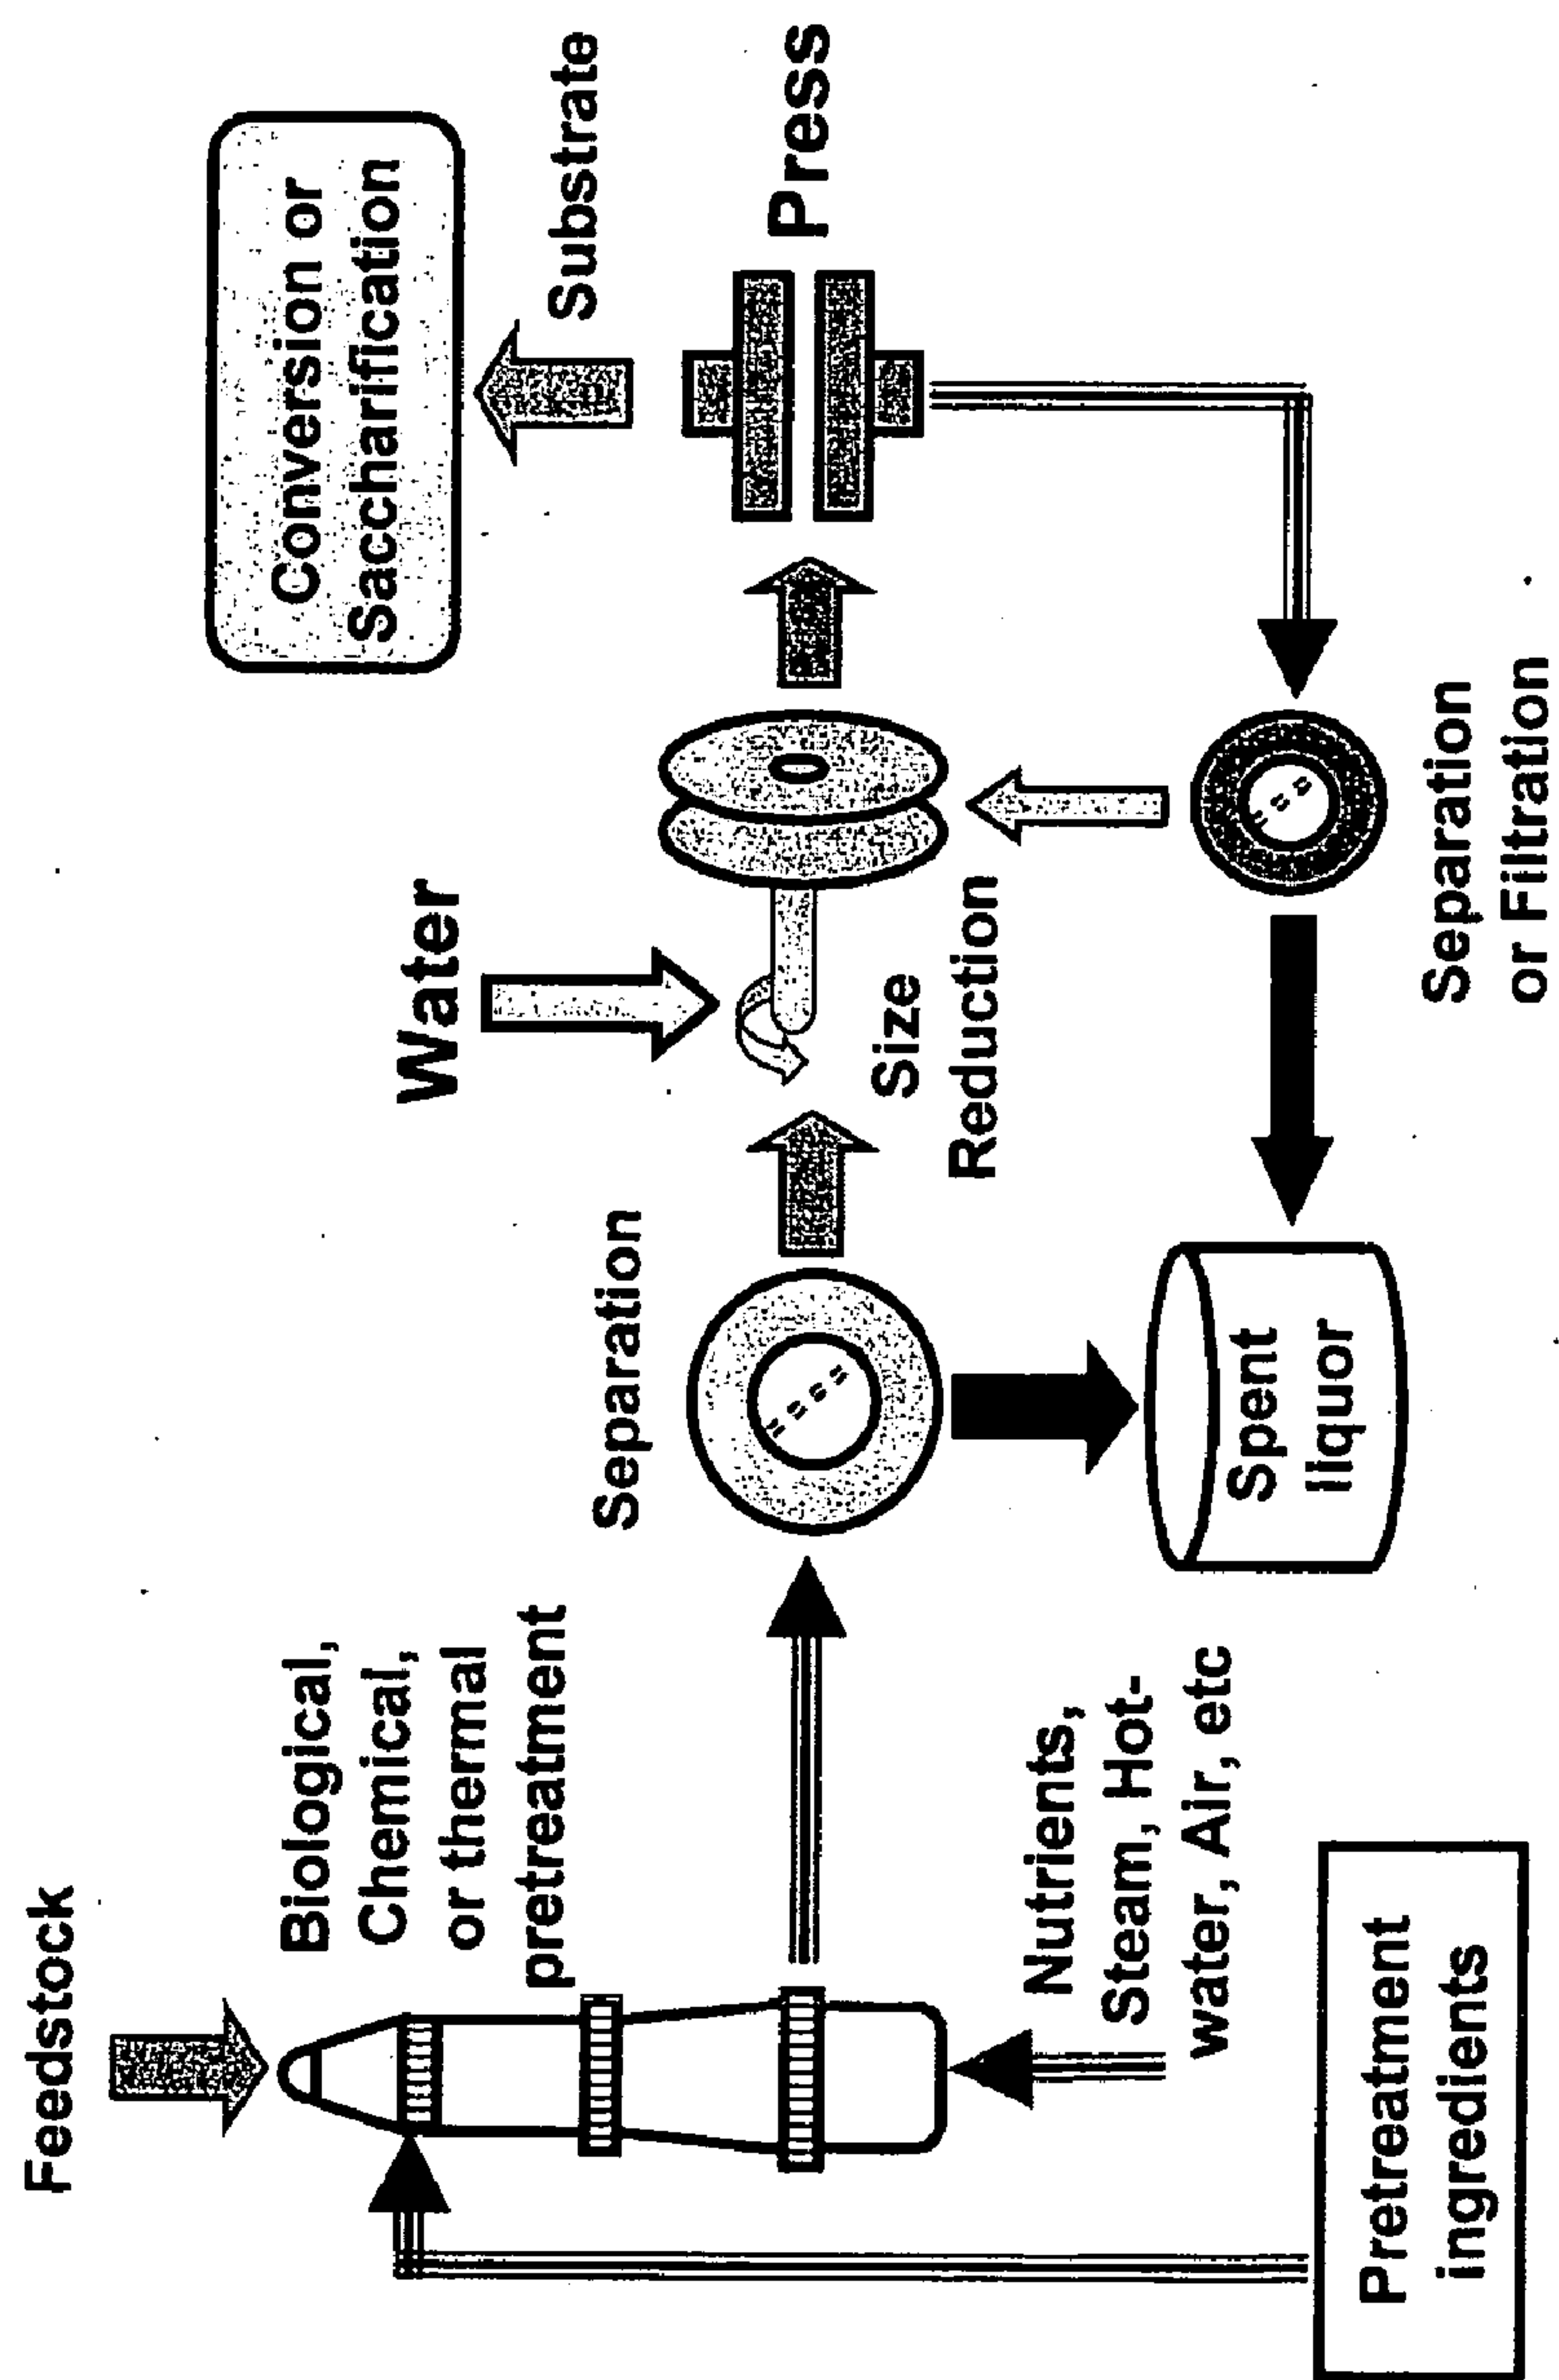 Feedstock
Biological,
Chemical,
or thermal
pretreatment
Nutrients,
Steam, Hot-
water, Air, etc
Pretreatment
ingredients
Separation
Spent
liquor
Water
Size
Reduction
Separation
or Filtration
Press
Substrate
Conversion or
Saccharification